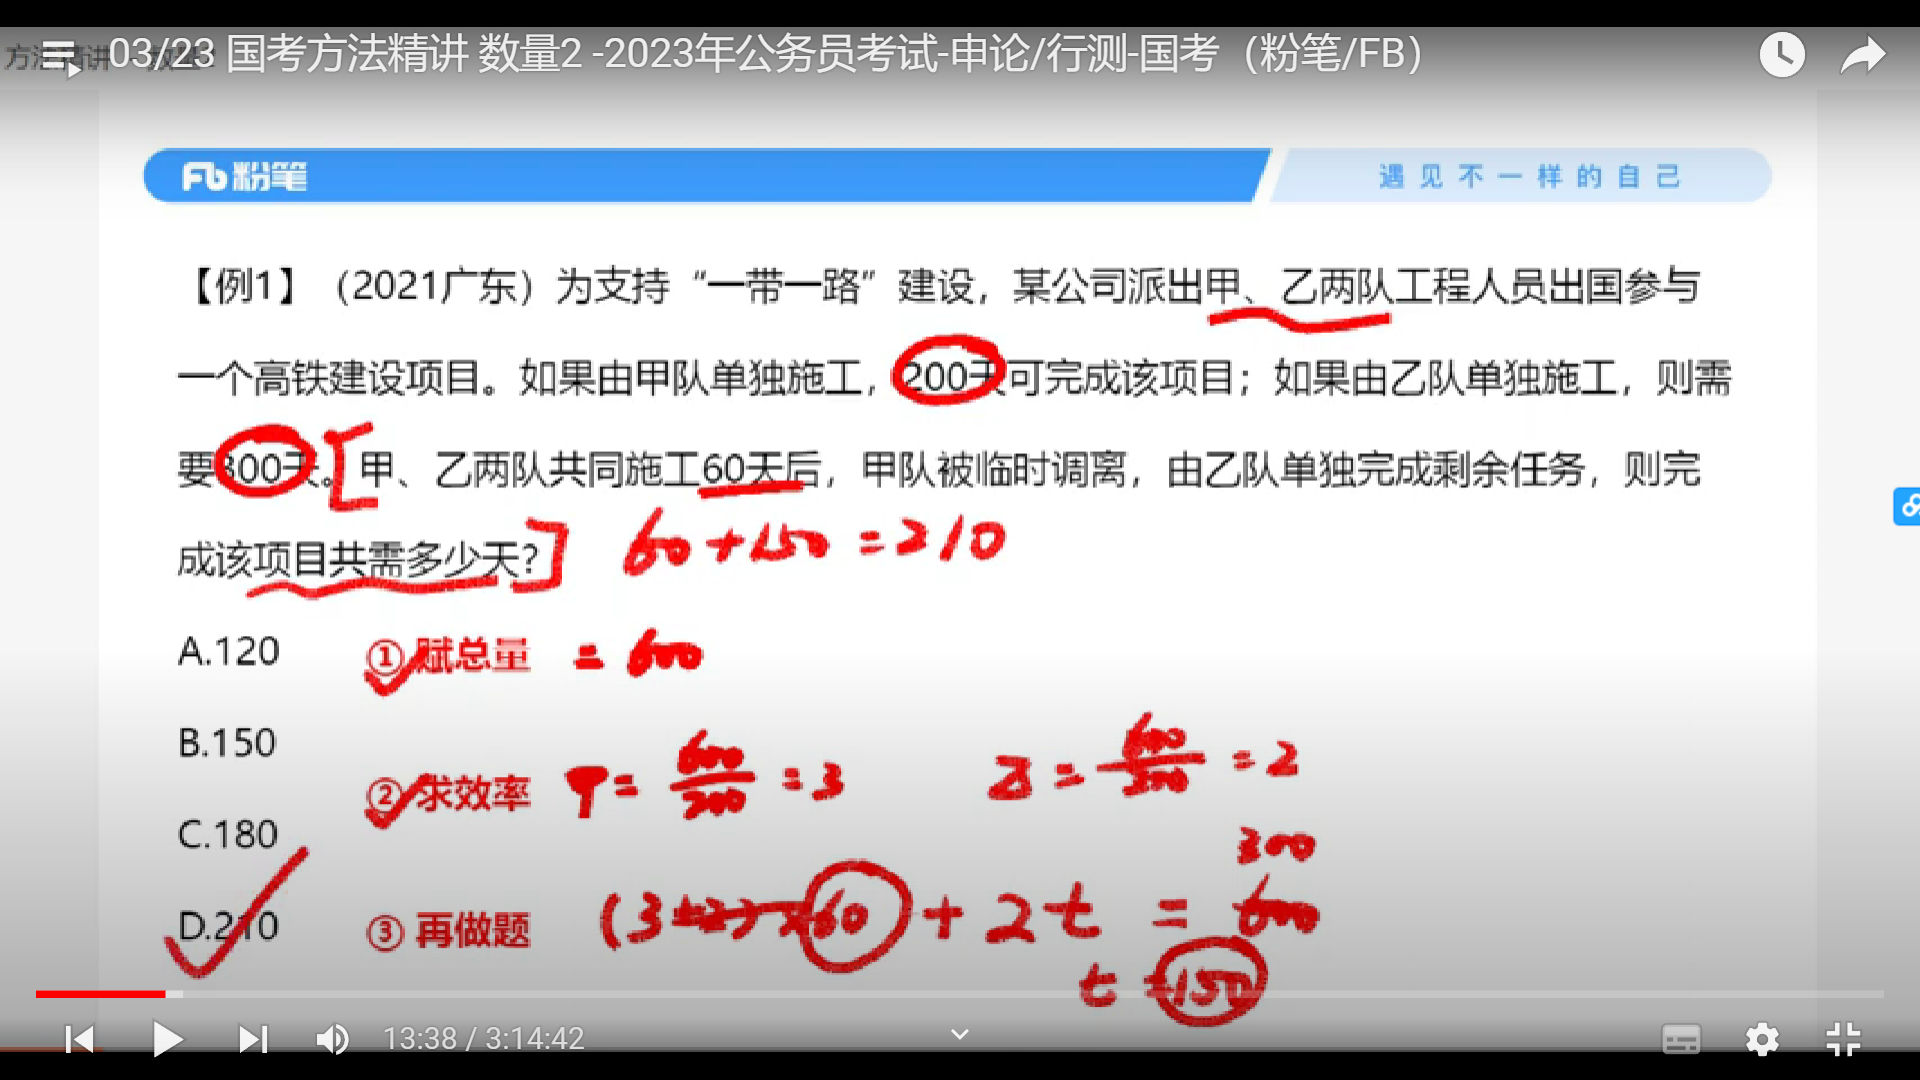 03/23 国考方法精讲 数量2 -2023年公务员考试-申论/行测-国考（粉笔/FB）
Fb粉笔
遇见不一样的自己
【例1】（2021广东）为支持“一带一路”建设，某公司派出甲、乙两队工程人员出国参与
一个高铁建设项目。如果由甲队单独施工，200天可完成该项目；如果由乙队单独施工，则需
要300天。甲、乙两队共同施工60天后，甲队被临时调离，由乙队单独完成剩余任务，则完
成该项目共需多少天？
60+150=210
A.120
①赋总量 = 600
B.150
②求效率 甲=600/200=3 乙=600/300=2
C.180
300
D.210
③再做题 (3+2)×60+2t=600
t=150
13:38 / 3:14:42